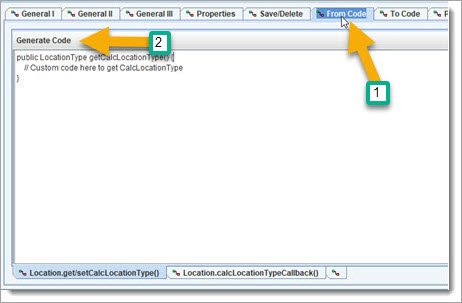 General I General II General III Properties Save/Delete From Code To Code
Generate Code
2
1
public LocationType getCalcLocationType() {
// Custom code here to get CalcLocationType
}
Location.get/setCalcLocationType() Location.calcLocationTypeCallback()